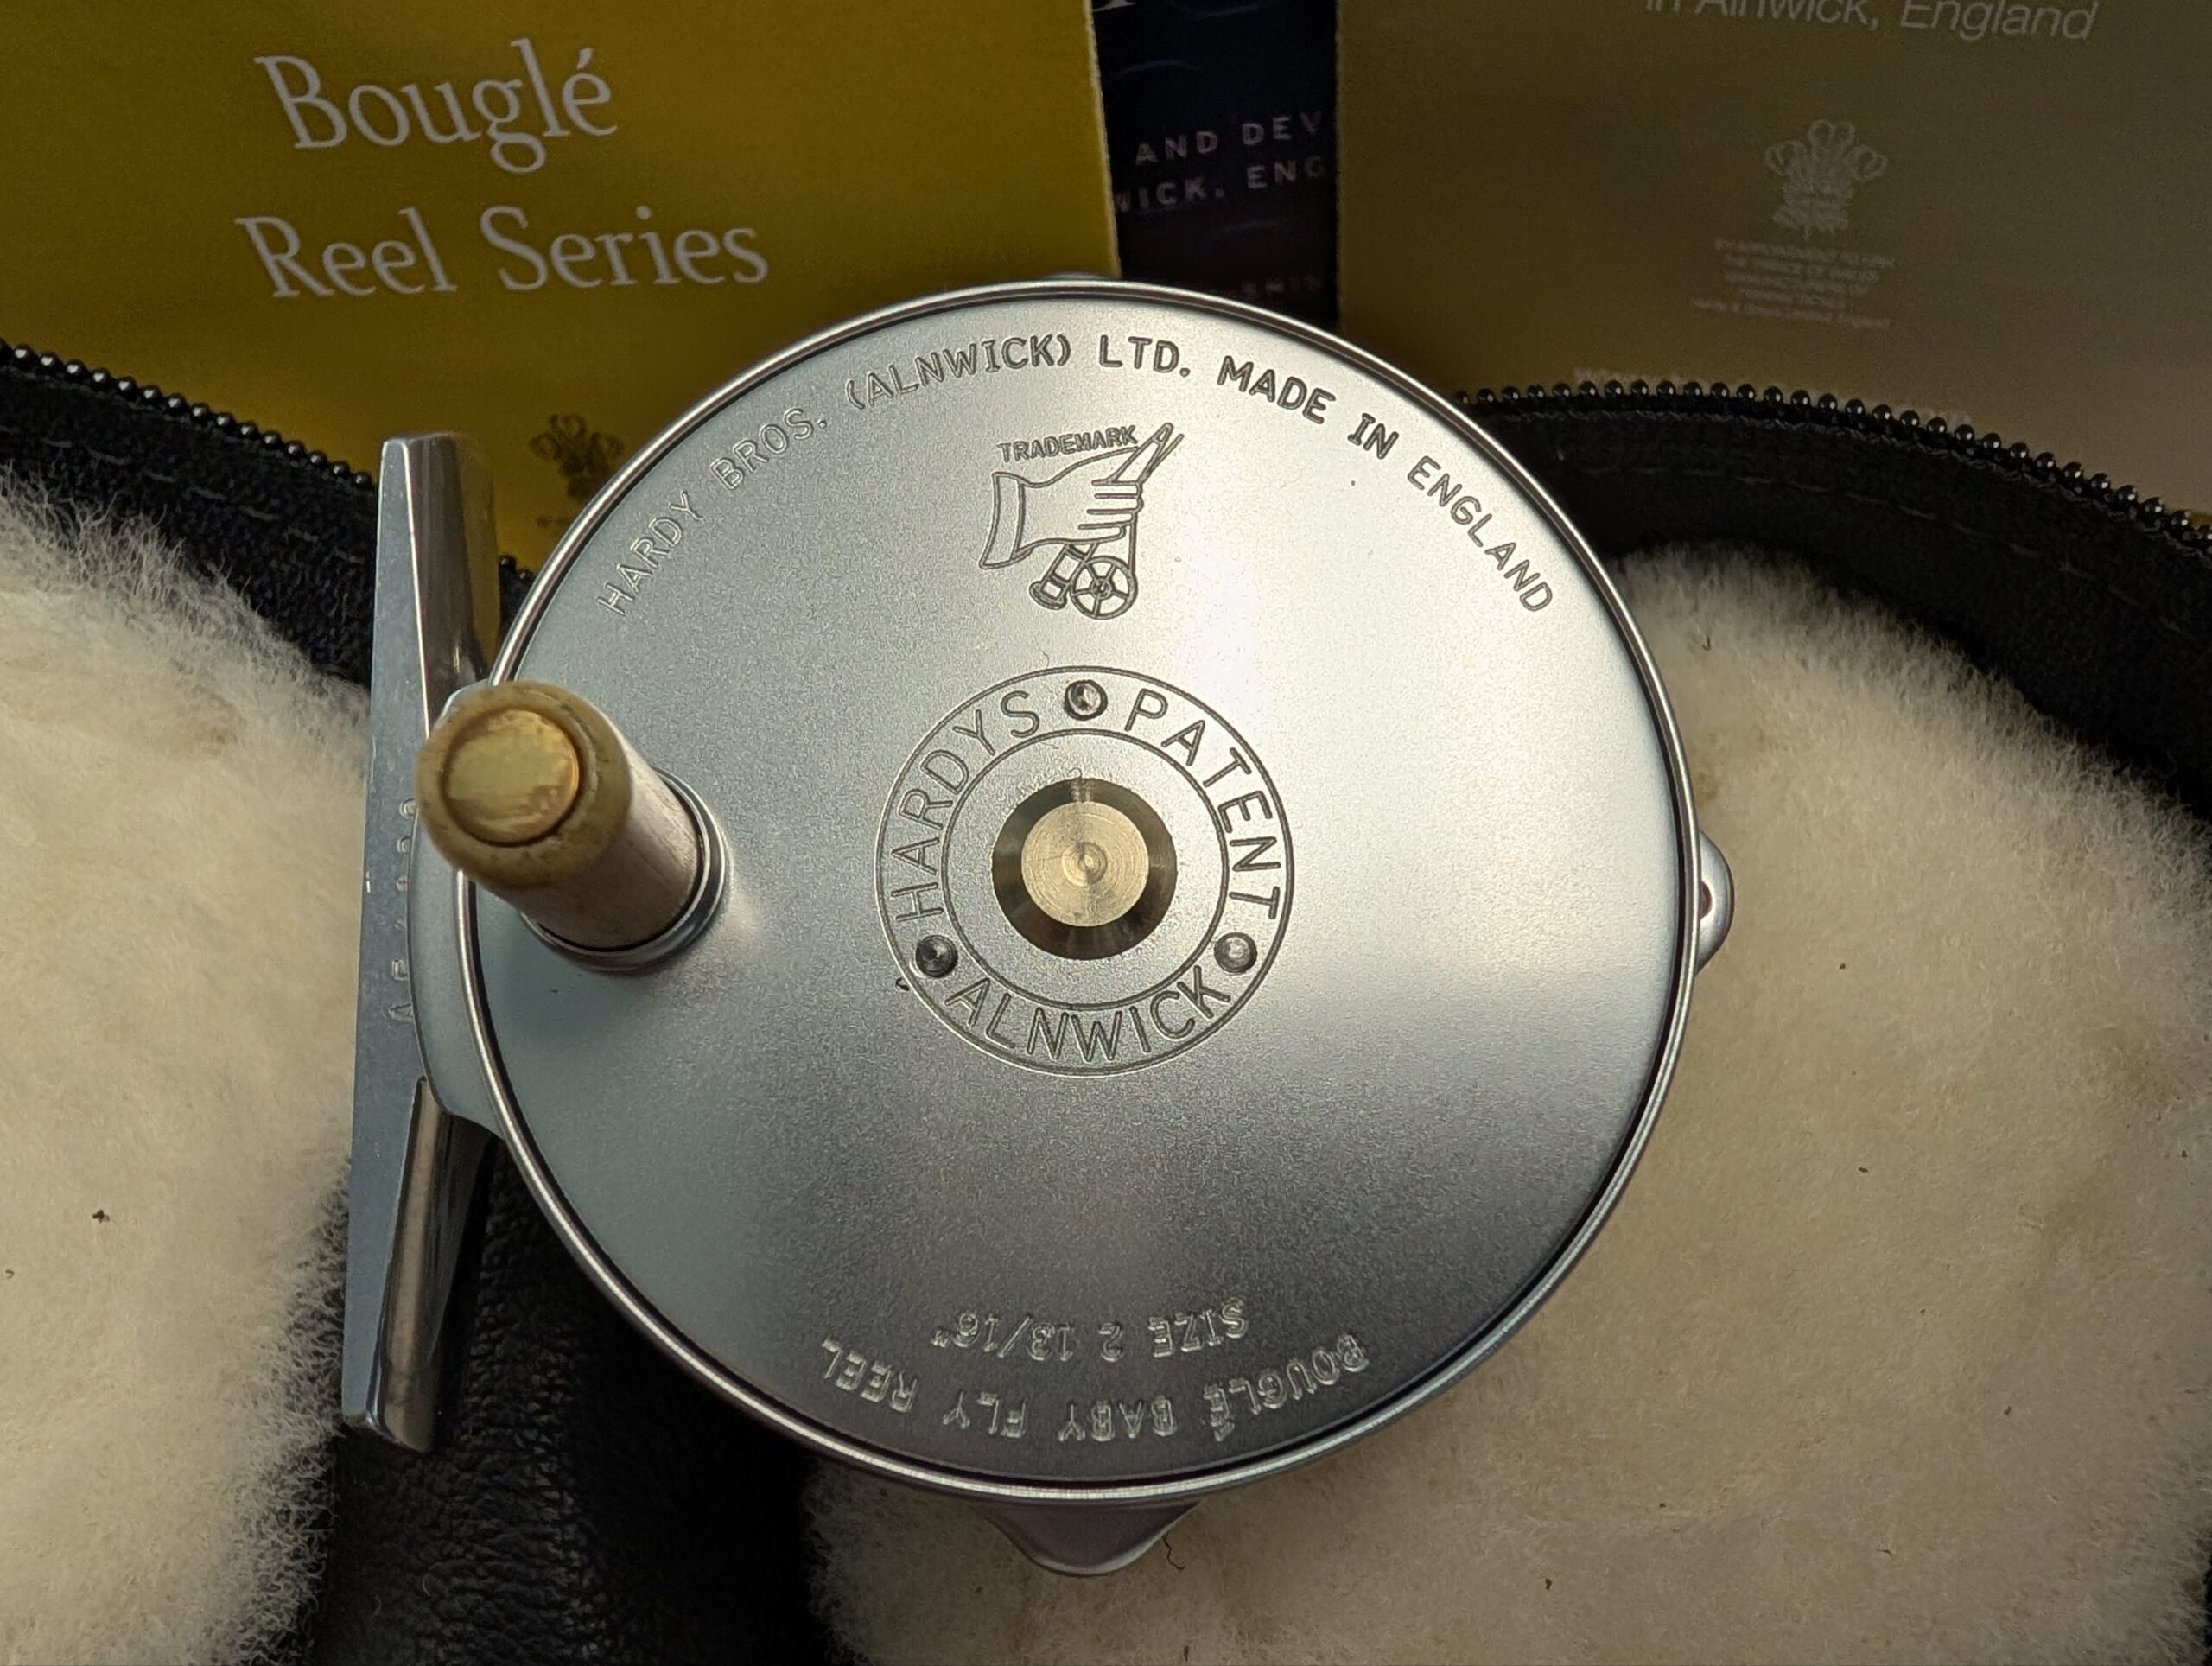 Bouglé
Reel Series
AND DEV
WICK, ENG
in Alnwick, England
HARDY BROS. (ALNWICK) LTD. MADE IN ENGLAND
TRADEMARK
HARDYS PATENT
ALNWICK
BOUGLÉ BABY FLY REEL
SIZE 2 13/16"